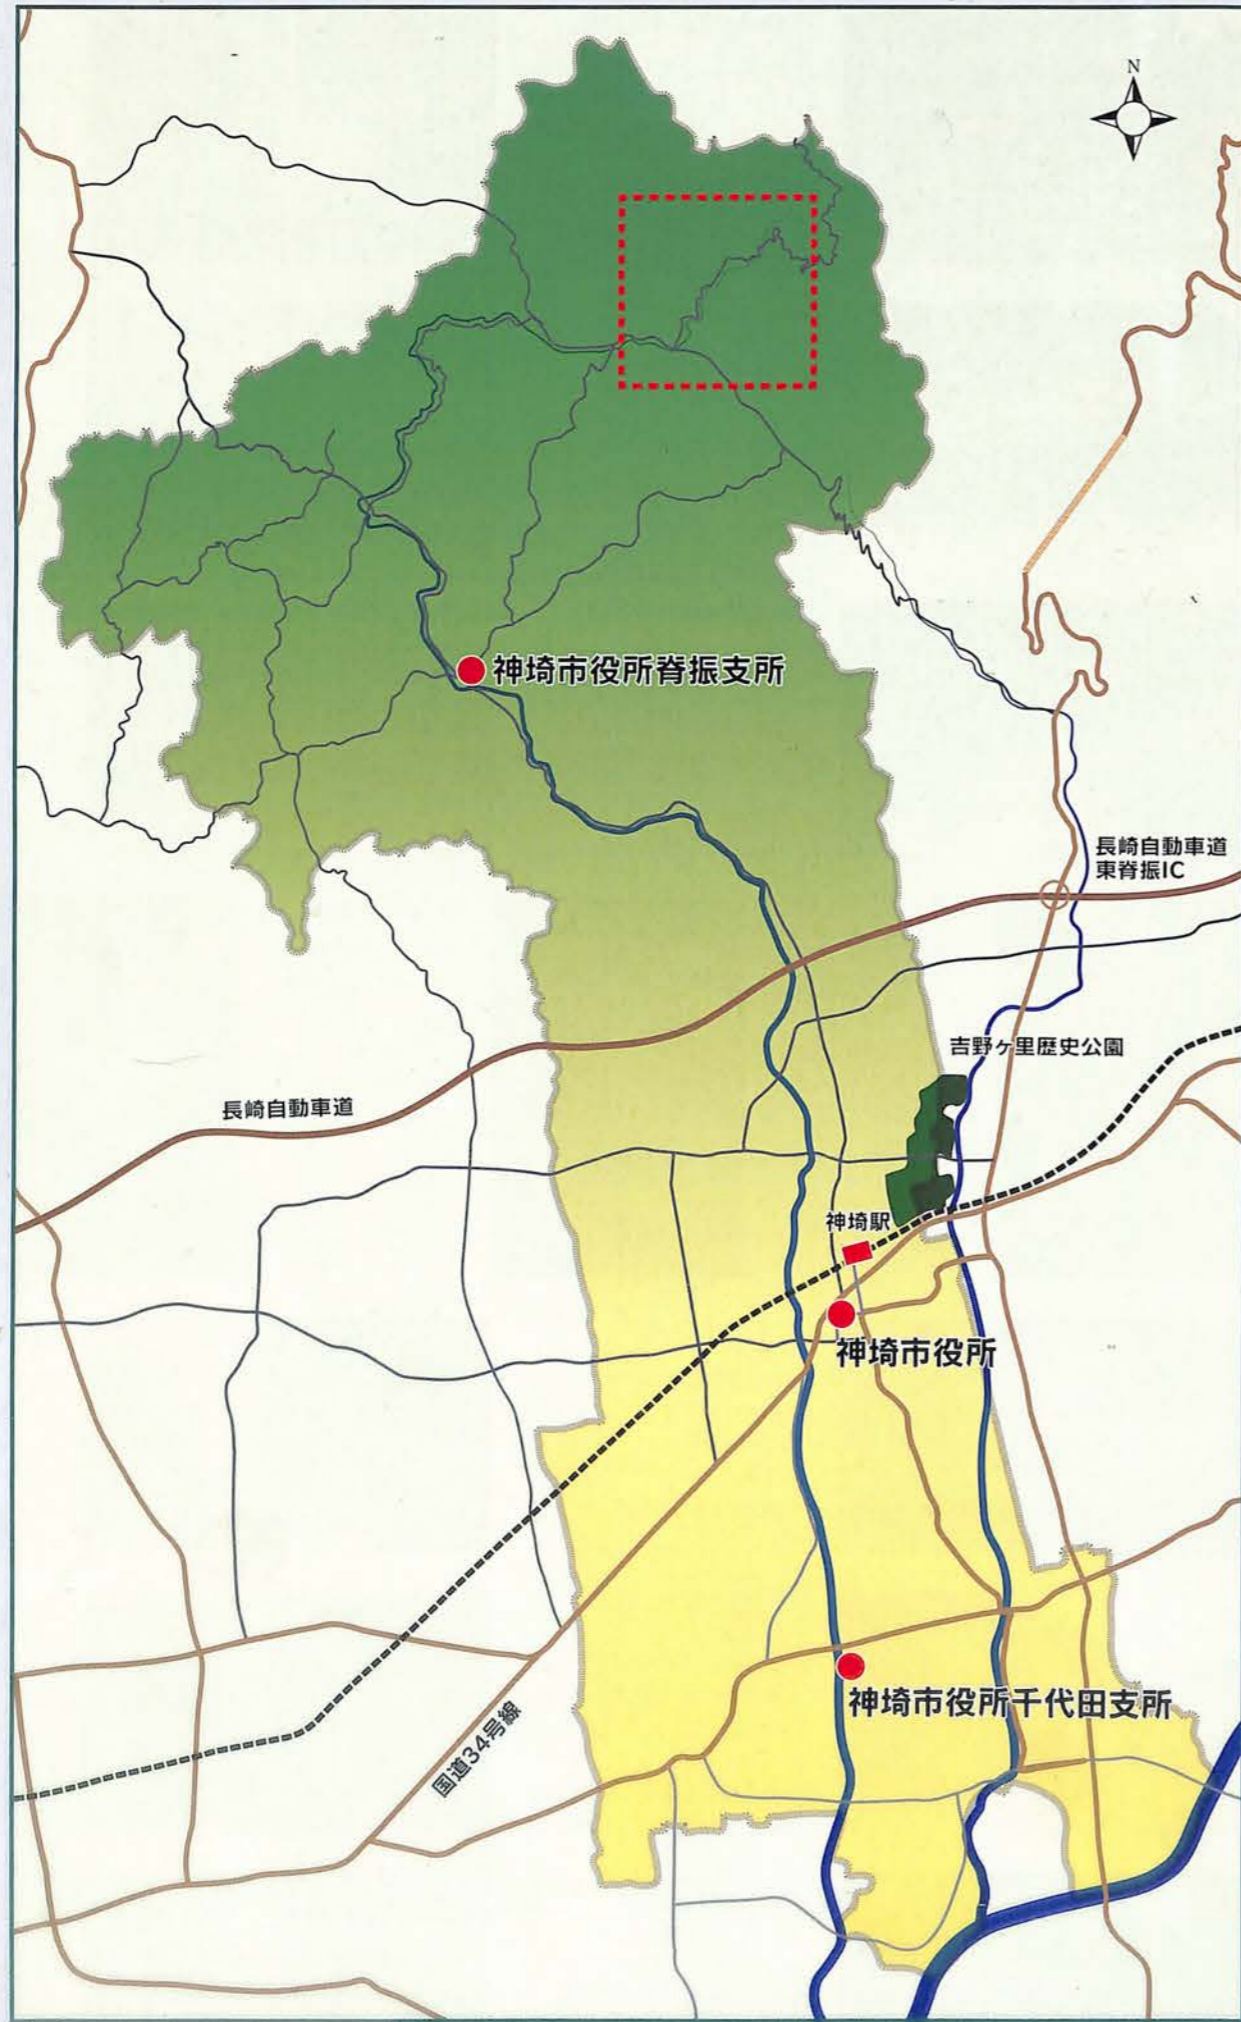 N
神埼市役所脊振支所
長崎自動車道
東脊振IC
吉野ヶ里歴史公園
長崎自動車道
神埼駅
神埼市役所
神埼市役所千代田支所
国道34号線